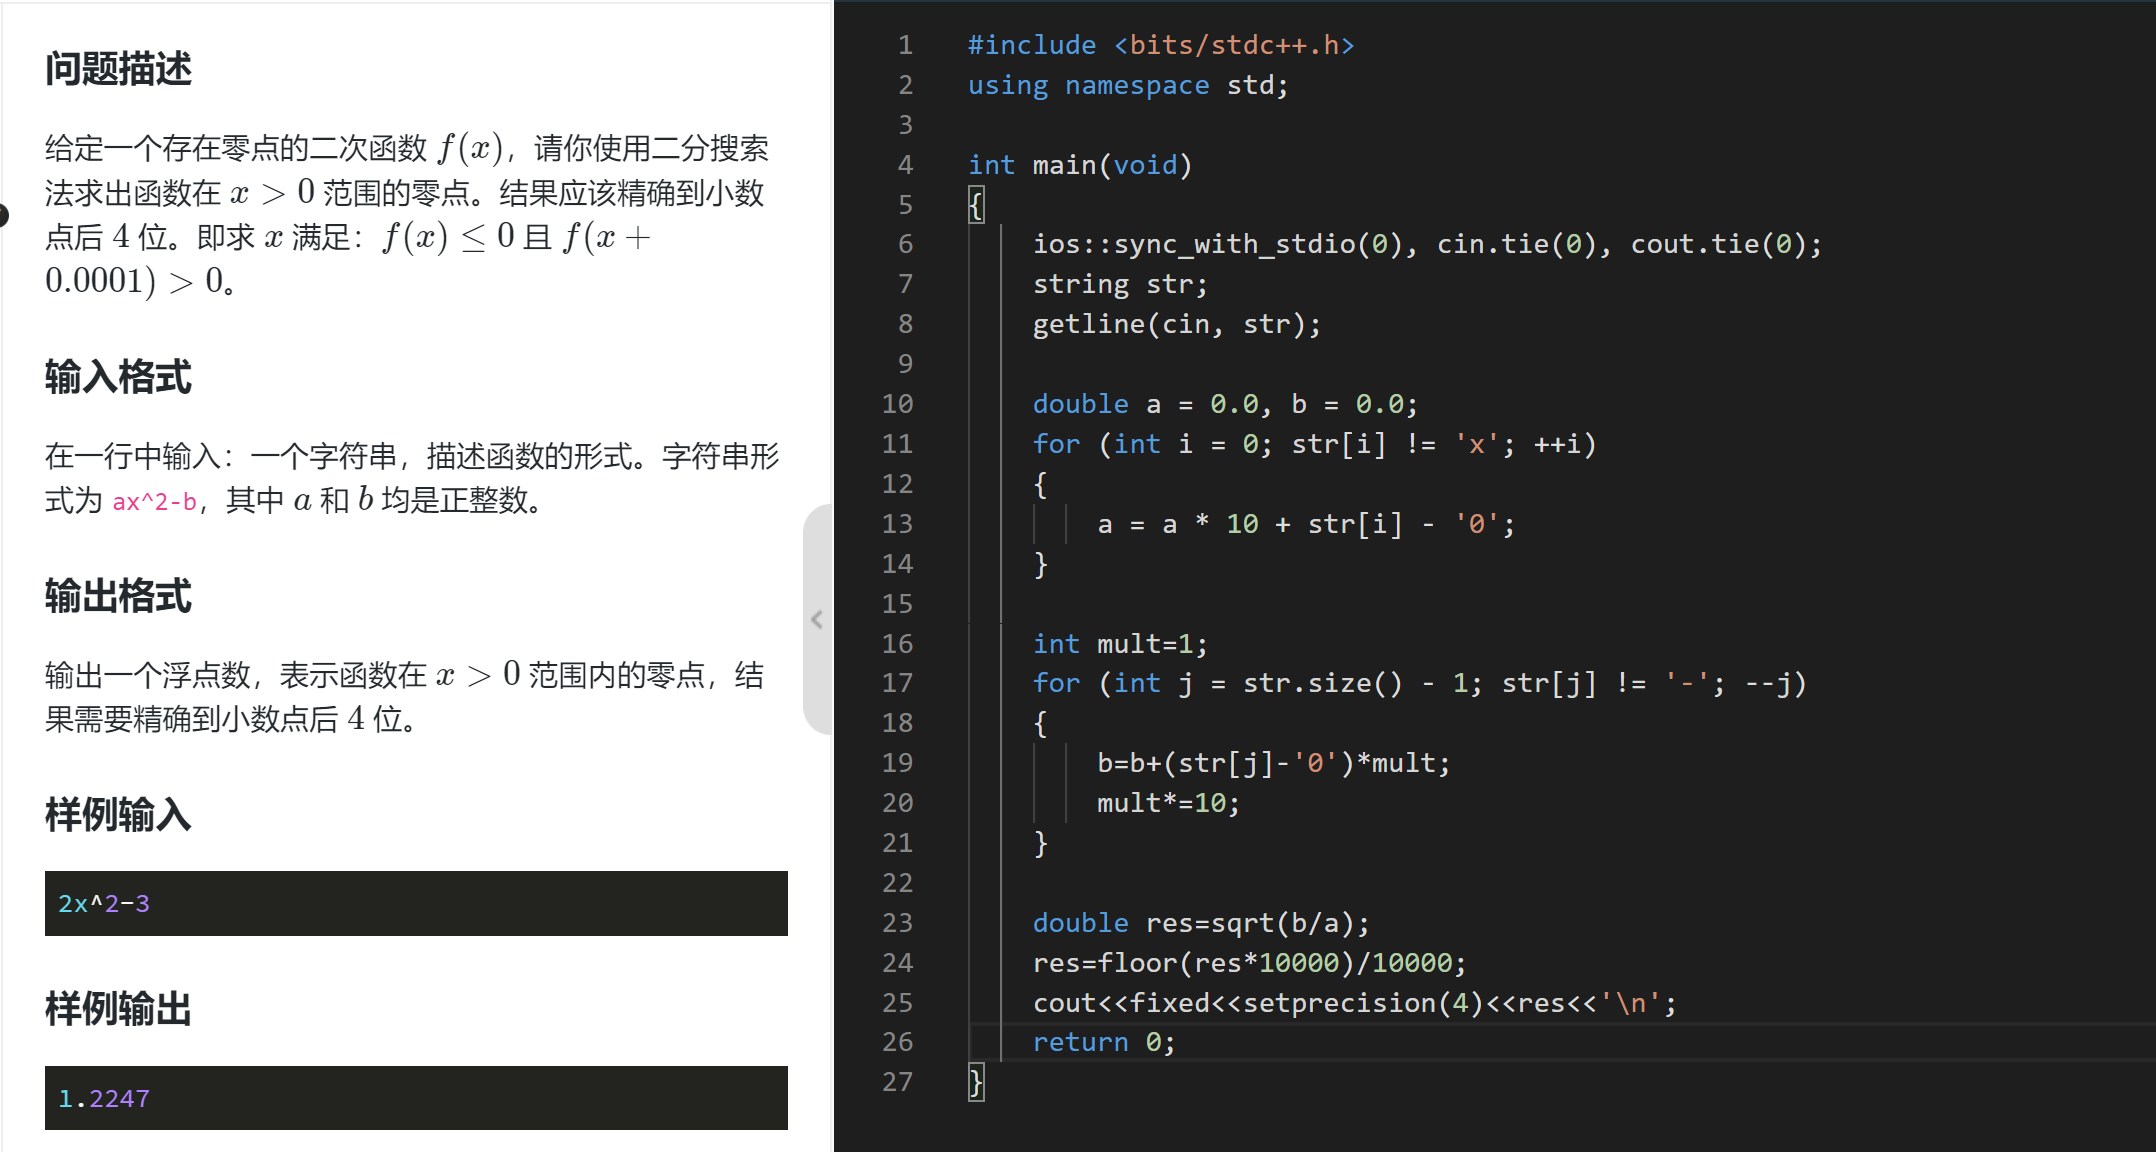 问题描述
给定一个存在零点的二次函数 f(x)，请你使用二分搜索
法求出函数在 x > 0 范围的零点。结果应该精确到小数
点后 4 位。即求 x 满足：f(x) ≤ 0 且 f(x +
0.0001) > 0。
输入格式
在一行中输入：一个字符串，描述函数的形式。字符串形
式为 ax^2-b，其中 a 和 b 均是正整数。
输出格式
输出一个浮点数，表示函数在 x > 0 范围内的零点，结
果需要精确到小数点后 4 位。
样例输入
2x^2-3
样例输出
1.2247
1 #include <bits/stdc++.h>
2 using namespace std;
3
4 int main(void)
5 {
6     ios::sync_with_stdio(0), cin.tie(0), cout.tie(0);
7     string str;
8     getline(cin, str);
9
10     double a = 0.0, b = 0.0;
11     for (int i = 0; str[i] != 'x'; ++i)
12     {
13         a = a * 10 + str[i] - '0';
14     }
15
16     int mult=1;
17     for (int j = str.size() - 1; str[j] != '-'; --j)
18     {
19         b=b+(str[j]-'0')*mult;
20         mult*=10;
21     }
22
23     double res=sqrt(b/a);
24     res=floor(res*10000)/10000;
25     cout<<fixed<<setprecision(4)<<res<<'\n';
26     return 0;
27 }